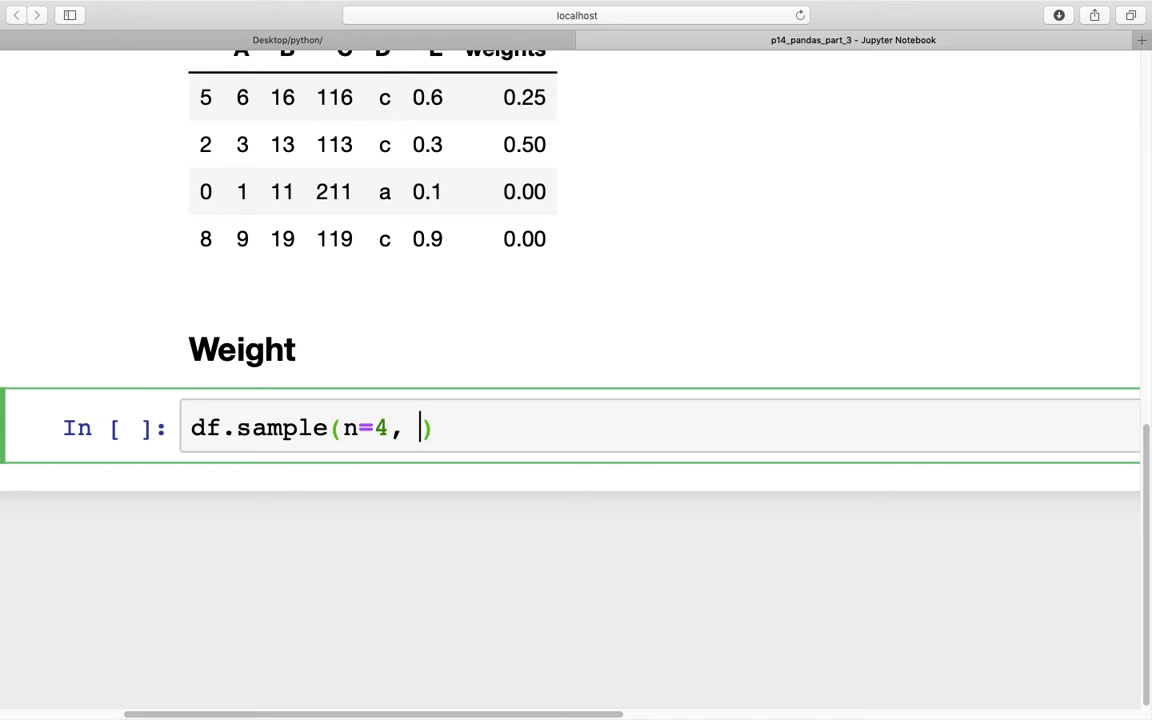 localhost
Desktop/python/
p14_pandas_part_3 - Jupyter Notebook
A B C D E weights
5 6 16 116 c 0.6 0.25
2 3 13 113 c 0.3 0.50
0 1 11 211 a 0.1 0.00
8 9 19 119 c 0.9 0.00
Weight
In [ ]: df.sample(n=4, )